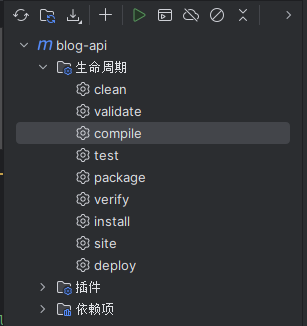 blog-api
生命周期
clean
validate
compile
test
package
verify
install
site
deploy
插件
依赖项